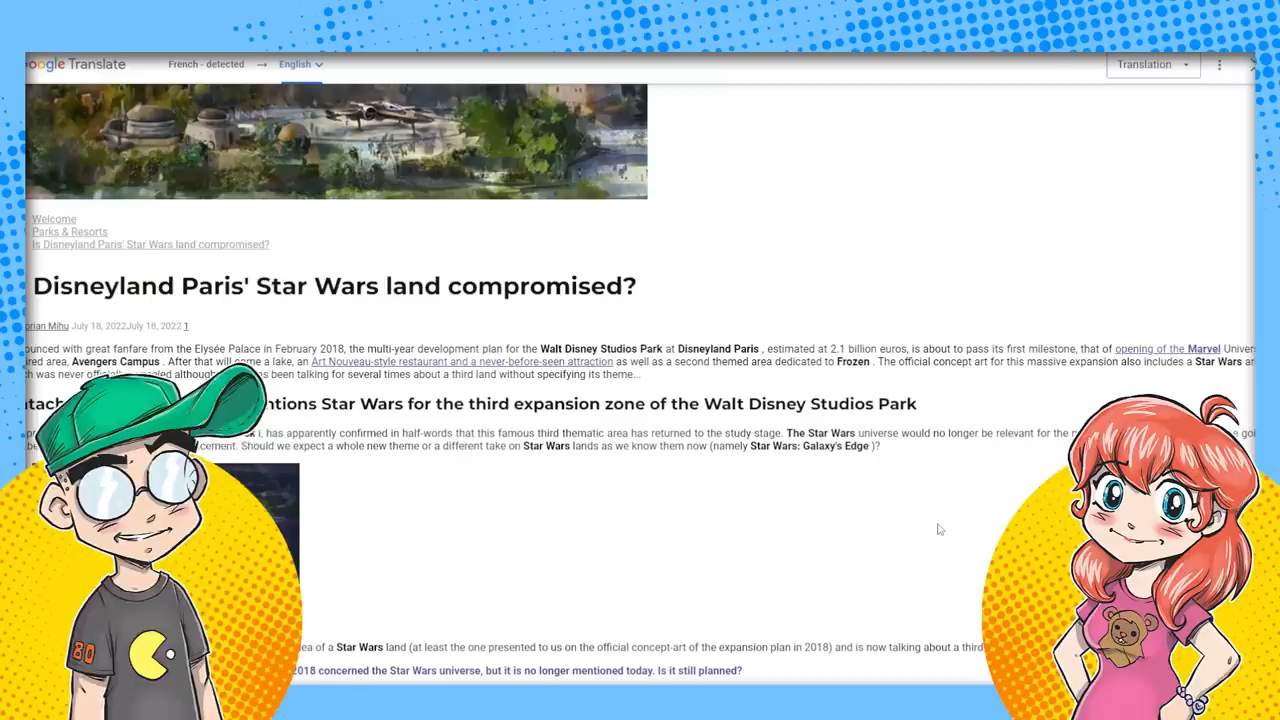 Google Translate French - detected → English Translation
Welcome
Parks & Resorts
Is Disneyland Paris' Star Wars land compromised?
Disneyland Paris' Star Wars land compromised?
orian Mihu July 18, 2022July 18, 2022 1
ounced with great fanfare from the Elysée Palace in February 2018, the multi-year development plan for the Walt Disney Studios Park at Disneyland Paris , estimated at 2.1 billion euros, is about to pass its first milestone, that of opening of the Marvel Univers
red area, Avengers Campus . After that will come a lake, an Art Nouveau-style restaurant and a never-before-seen attraction as well as a second themed area dedicated to Frozen . The official concept art for this massive expansion also includes a Star Wars
h was never although been talking for several times about a third land without specifying its theme...
ntions Star Wars for the third expansion zone of the Walt Disney Studios Park
, has apparently confirmed in half-words that this famous third thematic area has returned to the study stage. The Star Wars universe would no longer be relevant for the
cement. Should we expect a whole new theme or a different take on Star Wars lands as we know them now (namely Star Wars: Galaxy's Edge )?
ea of a Star Wars land (at least the one presented to us on the official concept-art of the expansion plan in 2018) and is now talking about a third
2018 concerned the Star Wars universe, but it is no longer mentioned today. Is it still planned?
80